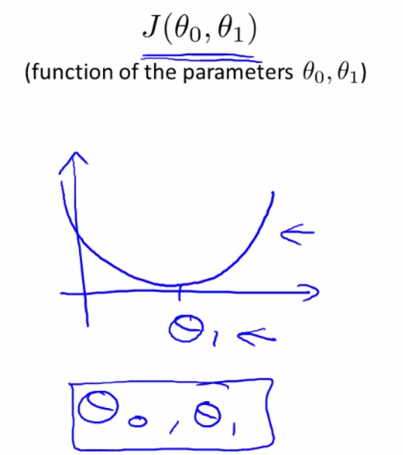 J(θ₀, θ₁)
(function of the parameters θ₀, θ₁)
θ₁
θ₀, θ₁